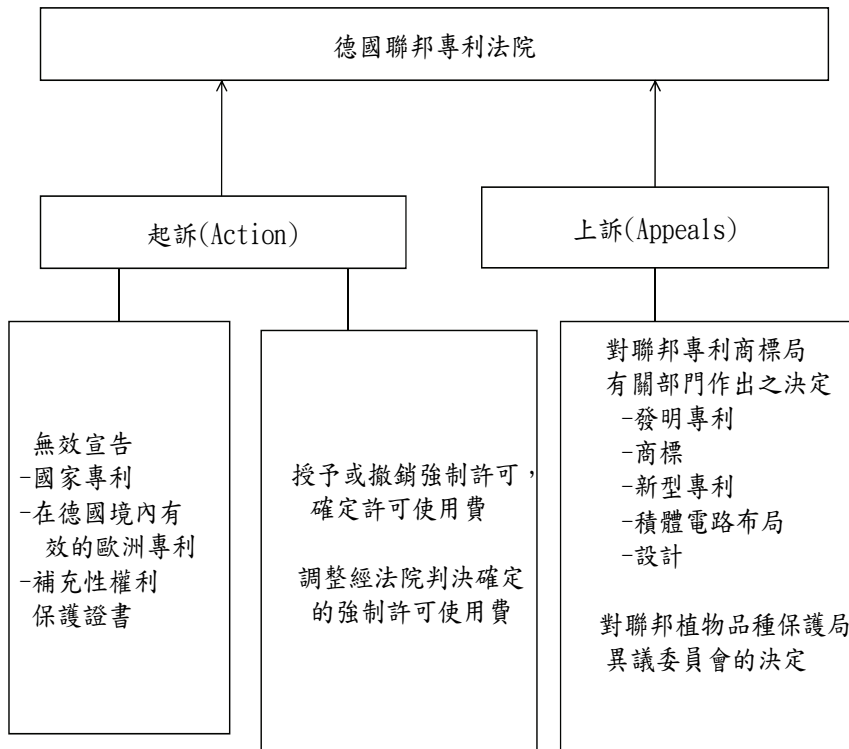 德國聯邦專利法院
起訴(Action)
上訴(Appeals)
無效宣告
-國家專利
-在德國境內有
效的歐洲專利
-補充性權利
保護證書
授予或撤銷強制許可，
確定許可使用費
調整經法院判決確定
的強制許可使用費
對聯邦專利商標局
有關部門作出之決定
-發明專利
-商標
-新型專利
-積體電路布局
-設計
對聯邦植物品種保護局
異議委員會的決定